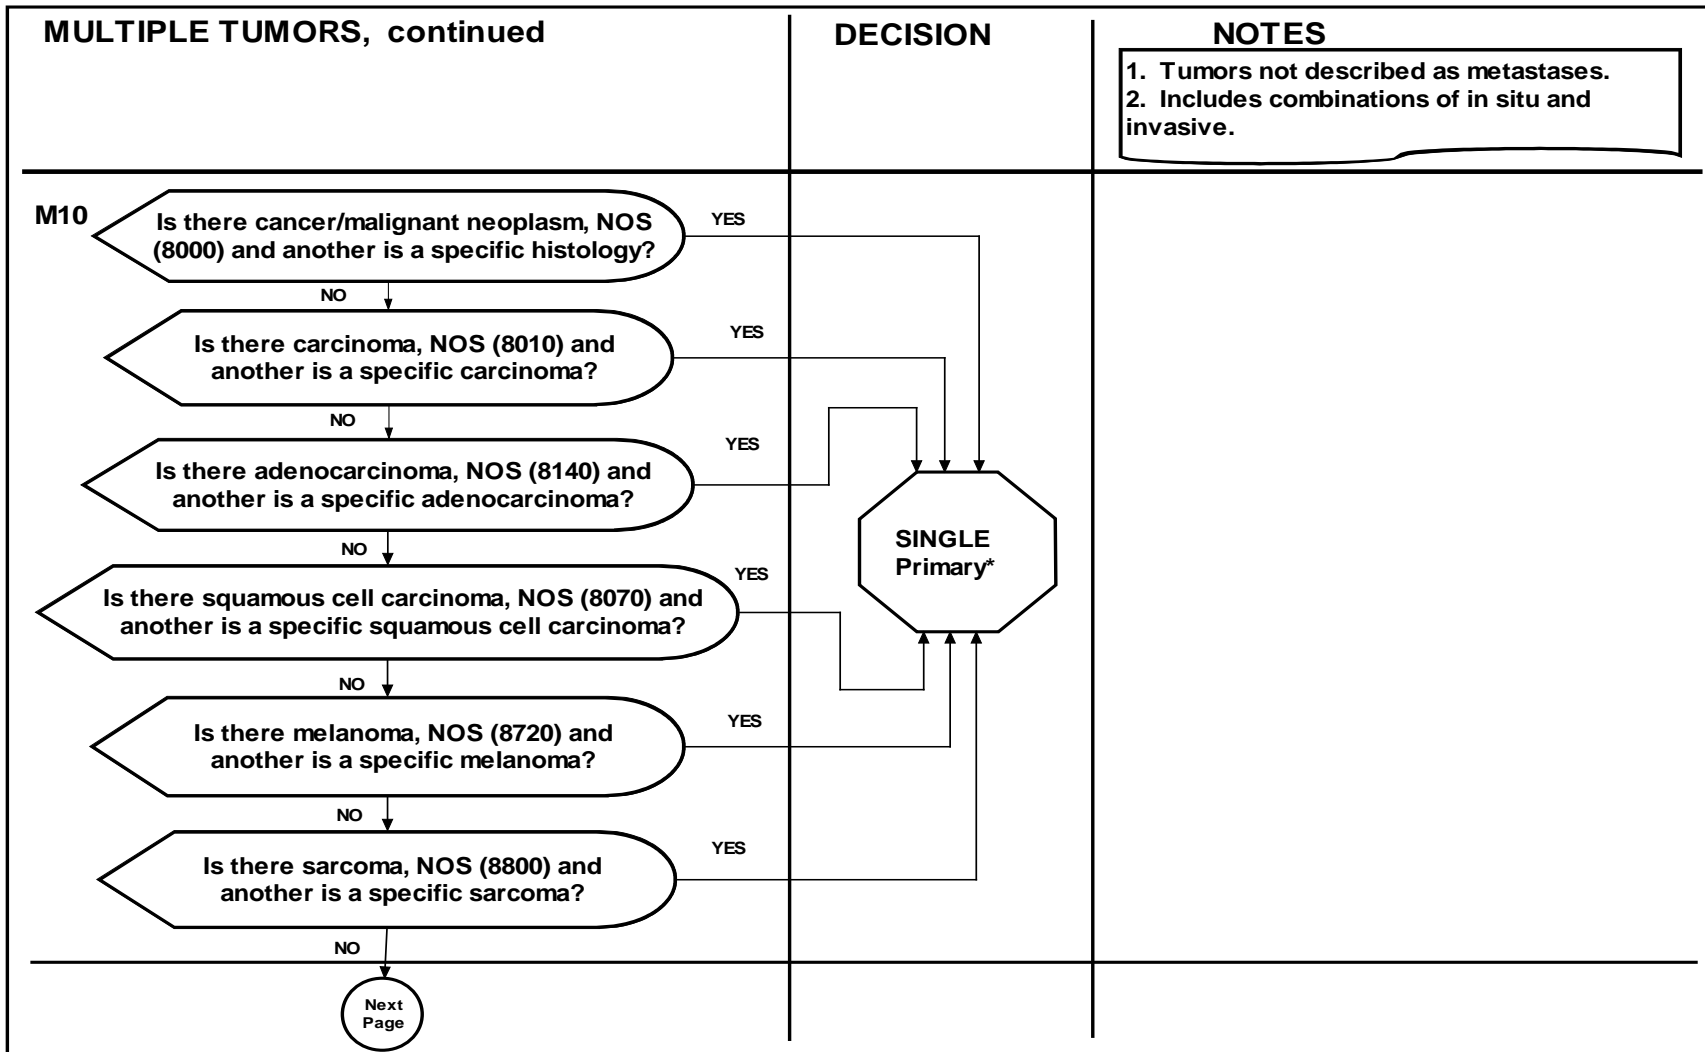 MULTIPLE TUMORS, continued
DECISION
NOTES
1. Tumors not described as metastases.
2. Includes combinations of in situ and
invasive.
M10
Is there cancer/malignant neoplasm, NOS
(8000) and another is a specific histology?
YES
NO
Is there carcinoma, NOS (8010) and
another is a specific carcinoma?
YES
NO
Is there adenocarcinoma, NOS (8140) and
another is a specific adenocarcinoma?
YES
NO
SINGLE
Primary*
Is there squamous cell carcinoma, NOS (8070) and
another is a specific squamous cell carcinoma?
YES
NO
Is there melanoma, NOS (8720) and
another is a specific melanoma?
YES
NO
Is there sarcoma, NOS (8800) and
another is a specific sarcoma?
YES
NO
Next
Page